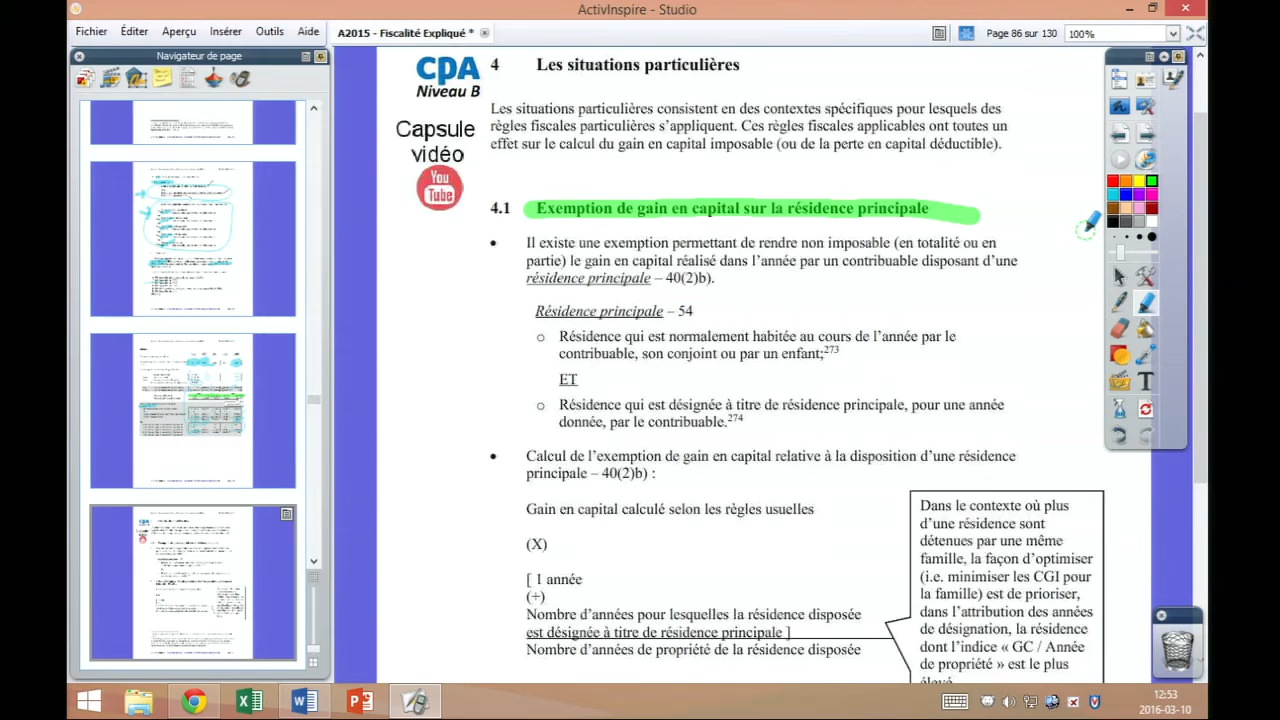 ActivInspire - Studio
Fichier Éditer Aperçu Insérer Outils Aide
A2015 - Fiscalité Expliqué *
Page 86 sur 130
100%
Navigateur de page
CPA
Niveau B
Capsule
vidéo
You
Tube
4 Les situations particulières
Les situations particulières consistent en des contextes spécifiques pour lesquels des
règles fiscales particulières s'appliquent. Ces règles fiscales applicables ont toutes un
effet sur le calcul du gain en capital imposable (ou de la perte en capital déductible).
4.1 Exemption – gain en capital sur la résidence principale
• Il existe une exemption permettant de rendre non imposable (en totalité ou en
partie) le gain en capital réalisé dans l'année par un contribuable disposant d'une
résidence principale – 40(2)b).
Résidence principale – 54
o Résidence qui est normalement habitée au cours de l'année par le
contribuable, son conjoint ou par un enfant;273
ET
o Résidence qui est désignée à titre de résidence principale, pour une année
donnée, par le contribuable.274
• Calcul de l'exemption de gain en capital relative à la disposition d'une résidence
principale – 40(2)b) :
Gain en capital calculé selon les règles usuelles
(X)
[ 1 année
(+)
Nombre d'années pour lesquelles la résidence disposée
est désignée à titre de résidence principale ]
Nombre d'années de propriété de la résidence disposée
Dans le contexte où plus
d'une résidence sont
détenues par une même
famille, la façon d'optimiser
(i.e. minimiser les CGI pour
la famille) est de prioriser,
dans l'attribution des années
de désignation, la résidence
dont l'indice « GC / Année
de propriété » est le plus
élevé.
12:53
2016-03-10